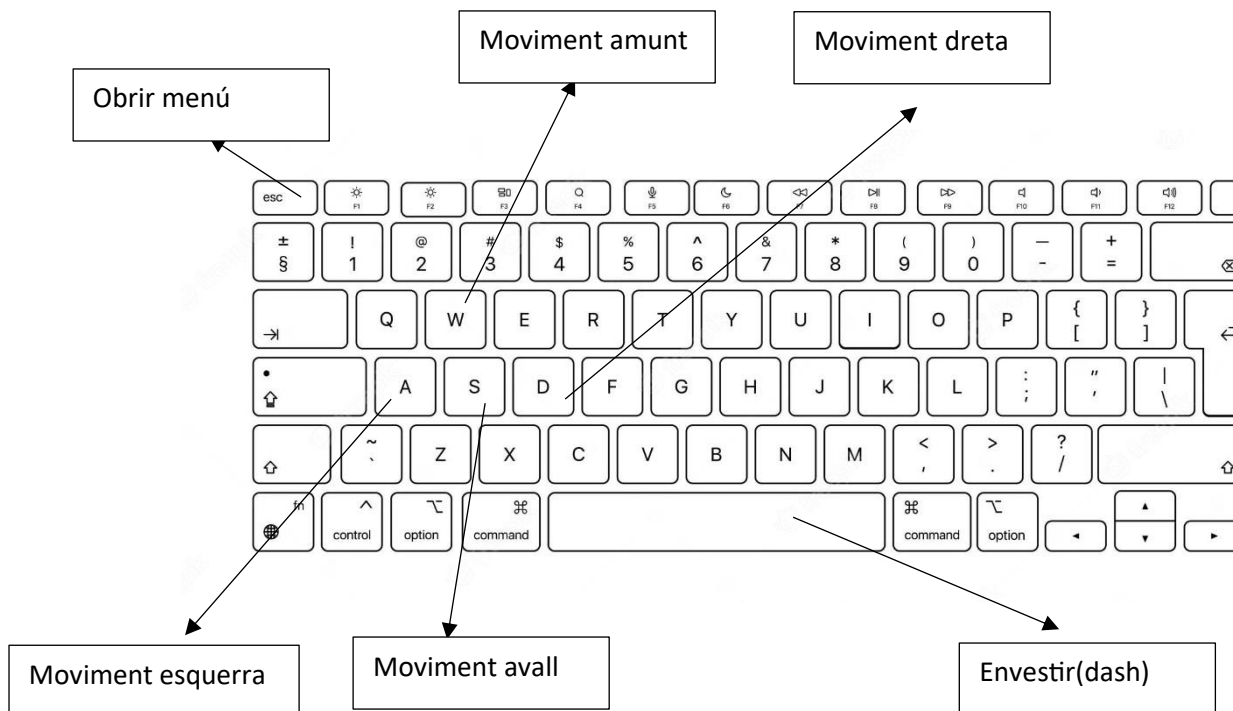 Moviment amunt
Moviment dreta
Obrir menú
esc F1 F2 F3 F4 F5 F6 F7 F8 F9 F10 F11 F12
± ! @ # $ % ^ & * ( ) — +
§ 1 2 3 4 5 6 7 8 9 0 - =
Q W E R T Y U I O P { }
[ ]
A S D F G H J K L : " |
; ' \
~ Z X C V B N M < > ?
` , . /
fn
control option command command option
Moviment esquerra
Moviment avall
Envestir(dash)